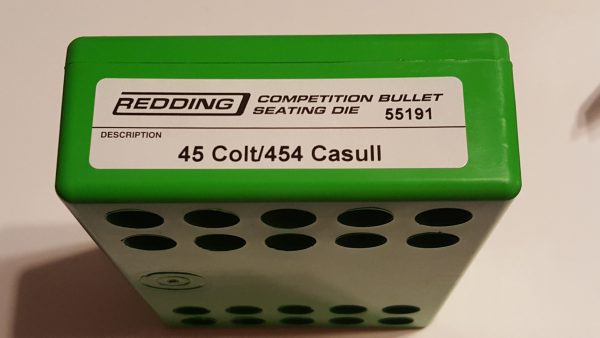 REDDING COMPETITION BULLET
SEATING DIE 55191
DESCRIPTION
45 Colt/454 Casull